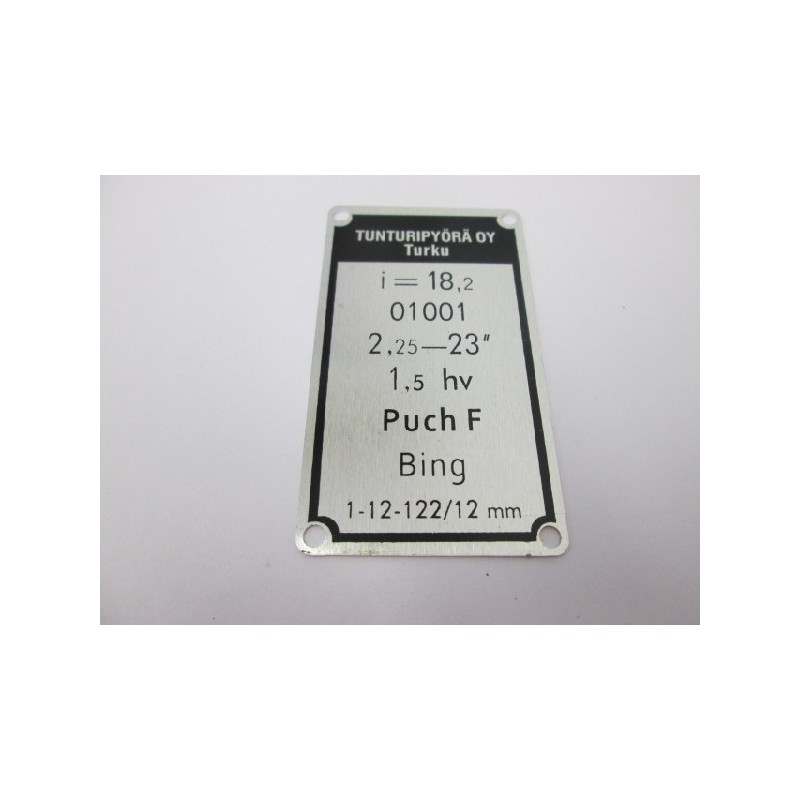 TUNTURIPYÖRÄ OY
Turku
i = 18,2
01001
2,25—23"
1,5 hv
Puch F
Bing
1-12-122/12 mm